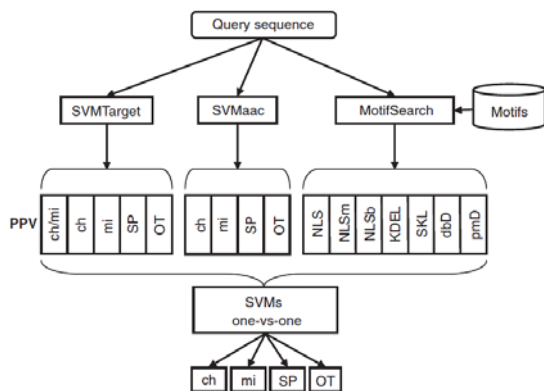 Query sequence
SVMTarget
SVMaac
MotifSearch
Motifs
PPV
ch/mi
ch
mi
SP
OT
ch
mi
SP
OT
NLS
NLSm
NLSb
KDEL
SKL
dbD
pmD
SVMs
one-vs-one
ch
mi
SP
OT